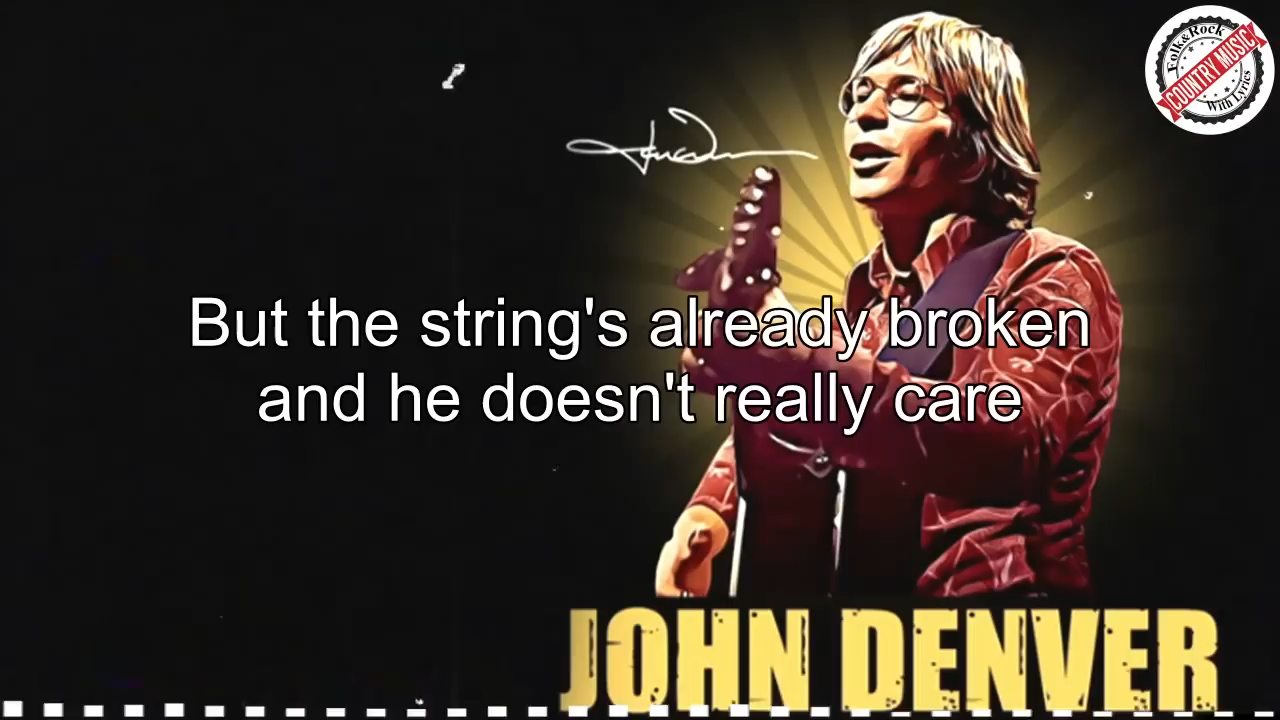 Folk&Rock
COUNTRY MUSIC
With Lyrics
But the string's already broken
and he doesn't really care
JOHN DENVER